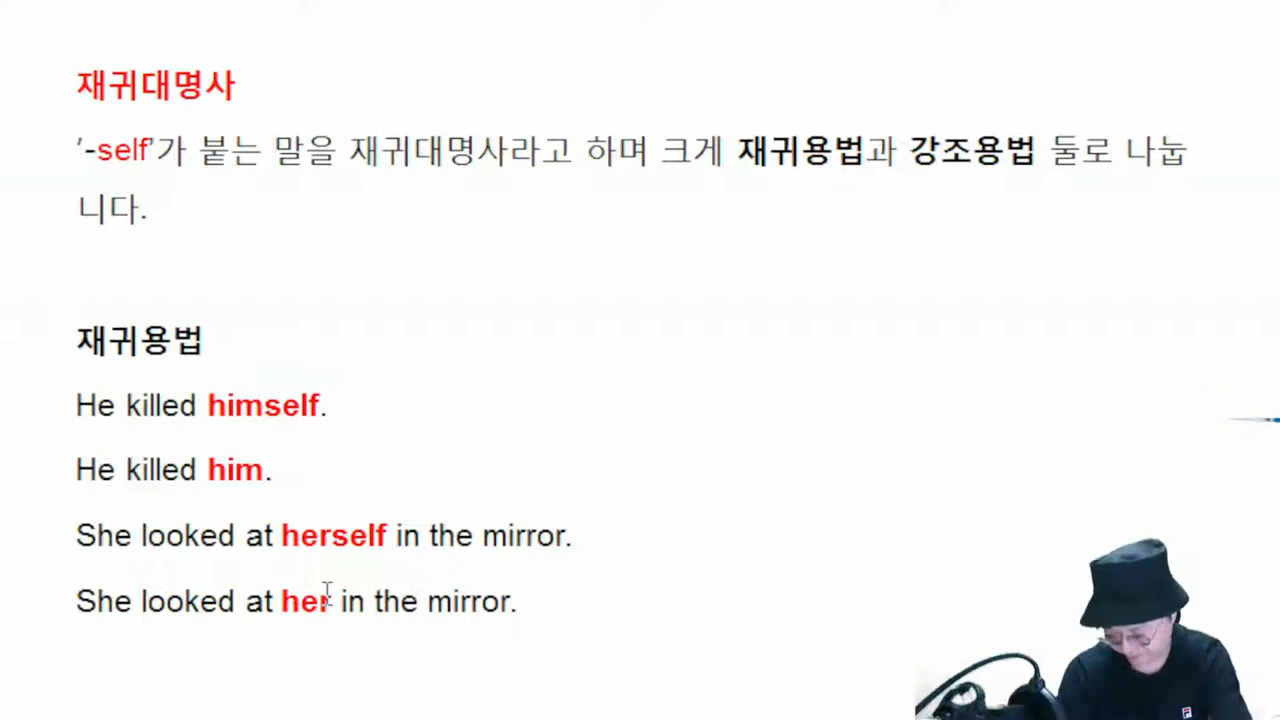 재귀대명사
'-self'가 붙는 말을 재귀대명사라고 하며 크게 재귀용법과 강조용법 둘로 나눕
니다.
재귀용법
He killed himself.
He killed him.
She looked at herself in the mirror.
She looked at her in the mirror.